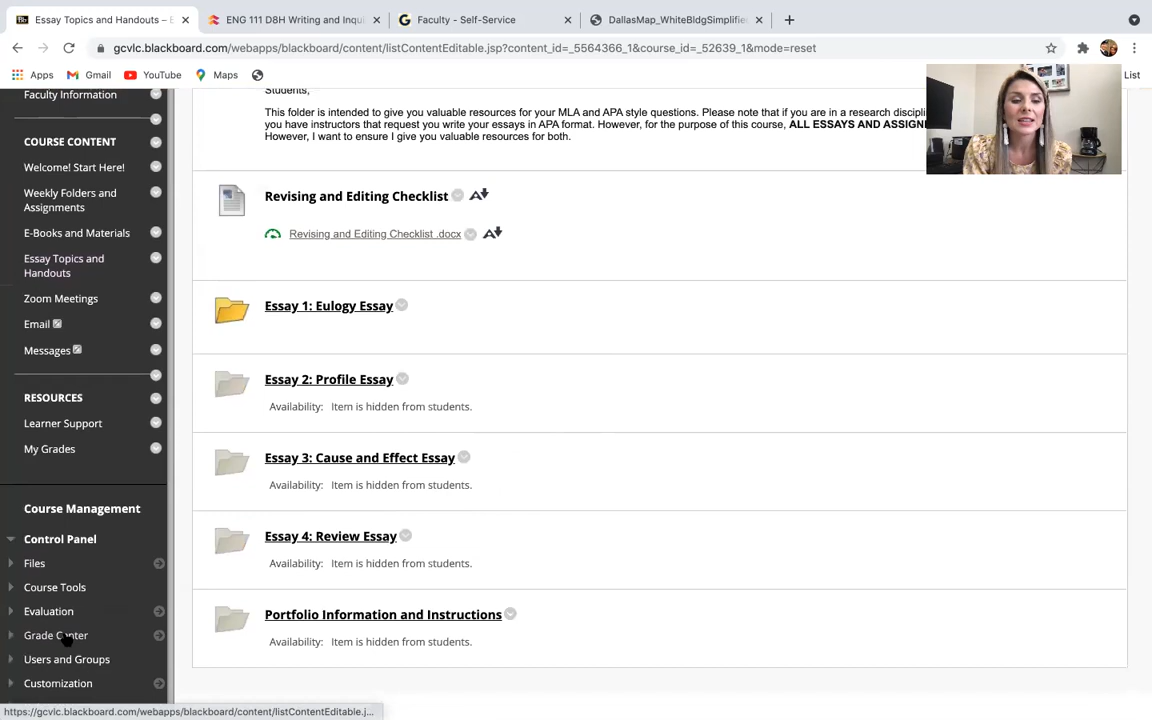 Essay Topics and Handouts – E
ENG 111 D8H Writing and Inqui
Faculty - Self-Service
DallasMap_WhiteBldgSimplifie
gcvlc.blackboard.com/webapps/blackboard/content/listContentEditable.jsp?content_id=_5564366_1&course_id=_52639_1&mode=reset
Apps
Gmail
YouTube
Maps
List
Faculty Information
COURSE CONTENT
Welcome! Start Here!
Weekly Folders and
Assignments
E-Books and Materials
Essay Topics and
Handouts
Zoom Meetings
Email
Messages
RESOURCES
Learner Support
My Grades
Course Management
Control Panel
Files
Course Tools
Evaluation
Grade Center
Users and Groups
Customization
Students,
This folder is intended to give you valuable resources for your MLA and APA style questions. Please note that if you are in a research discipli
you have instructors that request you write your essays in APA format. However, for the purpose of this course, ALL ESSAYS AND ASSIGN
However, I want to ensure I give you valuable resources for both.
Revising and Editing Checklist
Revising and Editing Checklist .docx
Essay 1: Eulogy Essay
Essay 2: Profile Essay
Availability: Item is hidden from students.
Essay 3: Cause and Effect Essay
Availability: Item is hidden from students.
Essay 4: Review Essay
Availability: Item is hidden from students.
Portfolio Information and Instructions
Availability: Item is hidden from students.
https://gcvlc.blackboard.com/webapps/blackboard/content/listContentEditable.j...